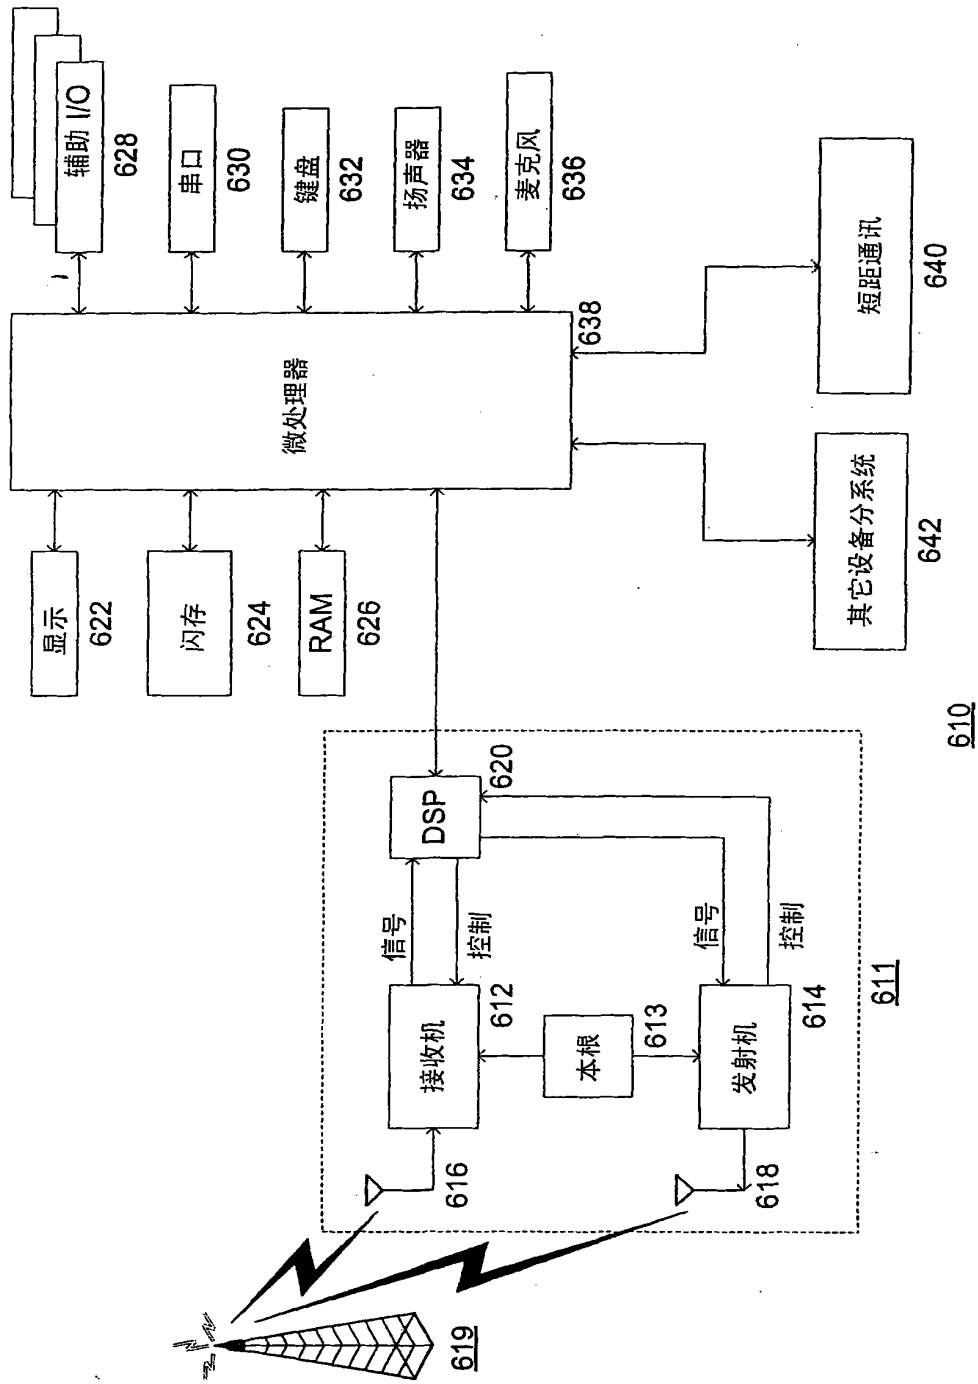 辅助 I/O
628
串口
630
键盘
632
扬声器
634
麦克风
636
微处理器
638
短距通讯
640
其它设备分系统
642
显示
622
闪存
624
RAM
626
610
DSP
620
信号
控制
信号
控制
接收机
612
本根
613
发射机
614
611
616
618
619